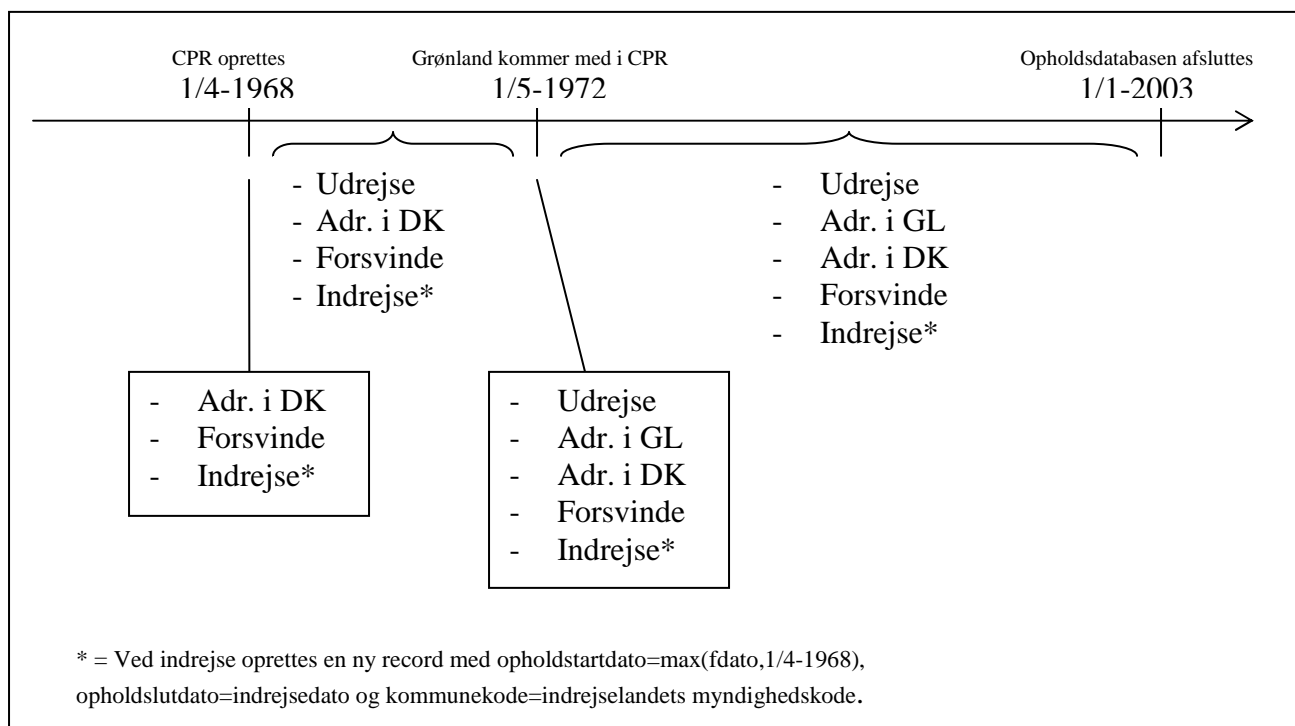 CPR oprettes
1/4-1968
Grønland kommer med i CPR
1/5-1972
Opholdsdatabasen afsluttes
1/1-2003
- Udrejse
- Adr. i DK
- Forsvinde
- Indrejse*
- Udrejse
- Adr. i GL
- Adr. i DK
- Forsvinde
- Indrejse*
- Adr. i DK
- Forsvinde
- Indrejse*
- Udrejse
- Adr. i GL
- Adr. i DK
- Forsvinde
- Indrejse*
* = Ved indrejse oprettes en ny record med opholdstartdato=max(fdato,1/4-1968),
opholdslutdato=indrejsedato og kommunekode=indrejselandets myndighedskode.